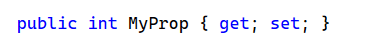 public int MyProp { get; set; }